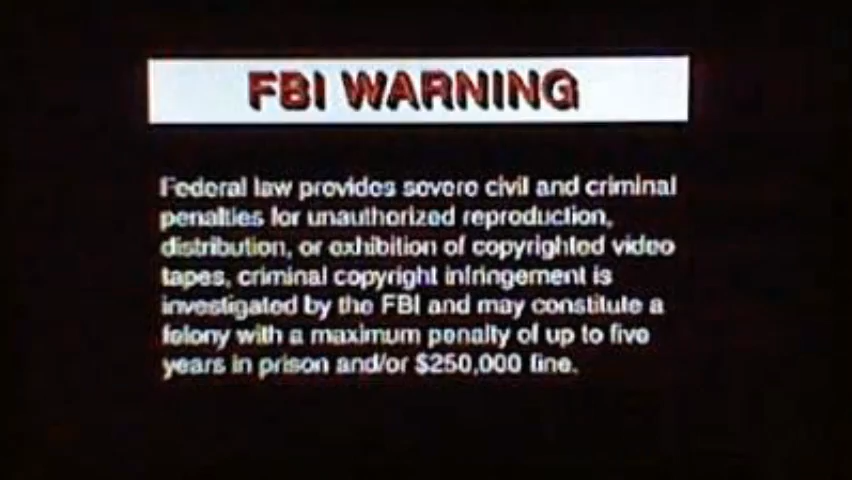 FBI WARNING
Federal law provides severe civil and criminal
penalties for unauthorized reproduction,
distribution, or exhibition of copyrighted video
tapes, criminal copyright infringement is
investigated by the FBI and may constitute a
felony with a maximum penalty of up to five
years in prison and/or $250,000 fine.